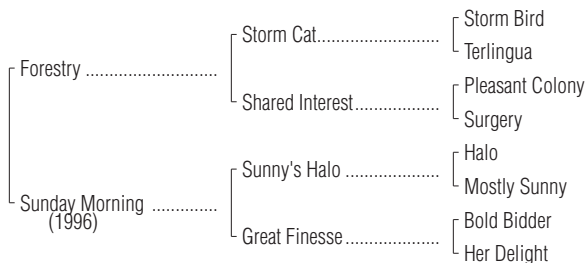 Storm Bird
Storm Cat........................
Terlingua
Forestry ..........................
Pleasant Colony
Shared Interest.................
Surgery
Halo
Sunny's Halo ...................
Mostly Sunny
Sunday Morning .............
(1996)
Bold Bidder
Great Finesse...................
Her Delight